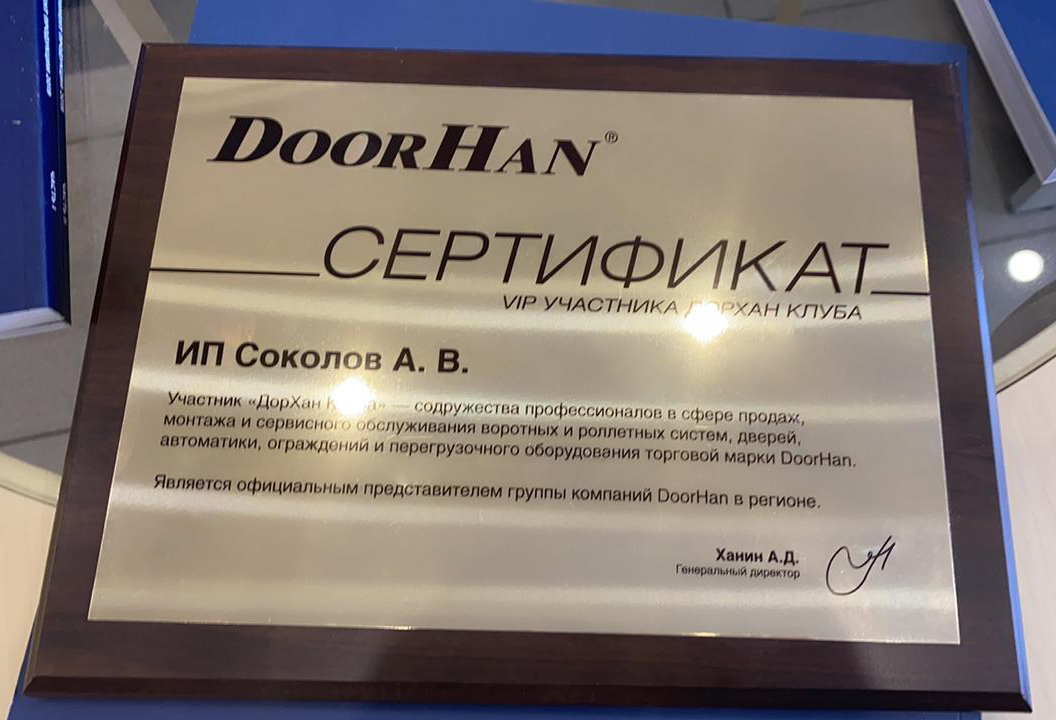 DOORHAN®
СЕРТИФИКАТ
VIP УЧАСТНИКА ДОРХАН КЛУБА
ИП Соколов А. В.
Участник «ДорХан Клуба» — содружества профессионалов в сфере продаж,
монтажа и сервисного обслуживания воротных и роллетных систем, дверей,
автоматики, ограждений и перегрузочного оборудования торговой марки DoorHan.
Является официальным представителем группы компаний DoorHan в регионе.
Ханин А.Д.
Генеральный директор